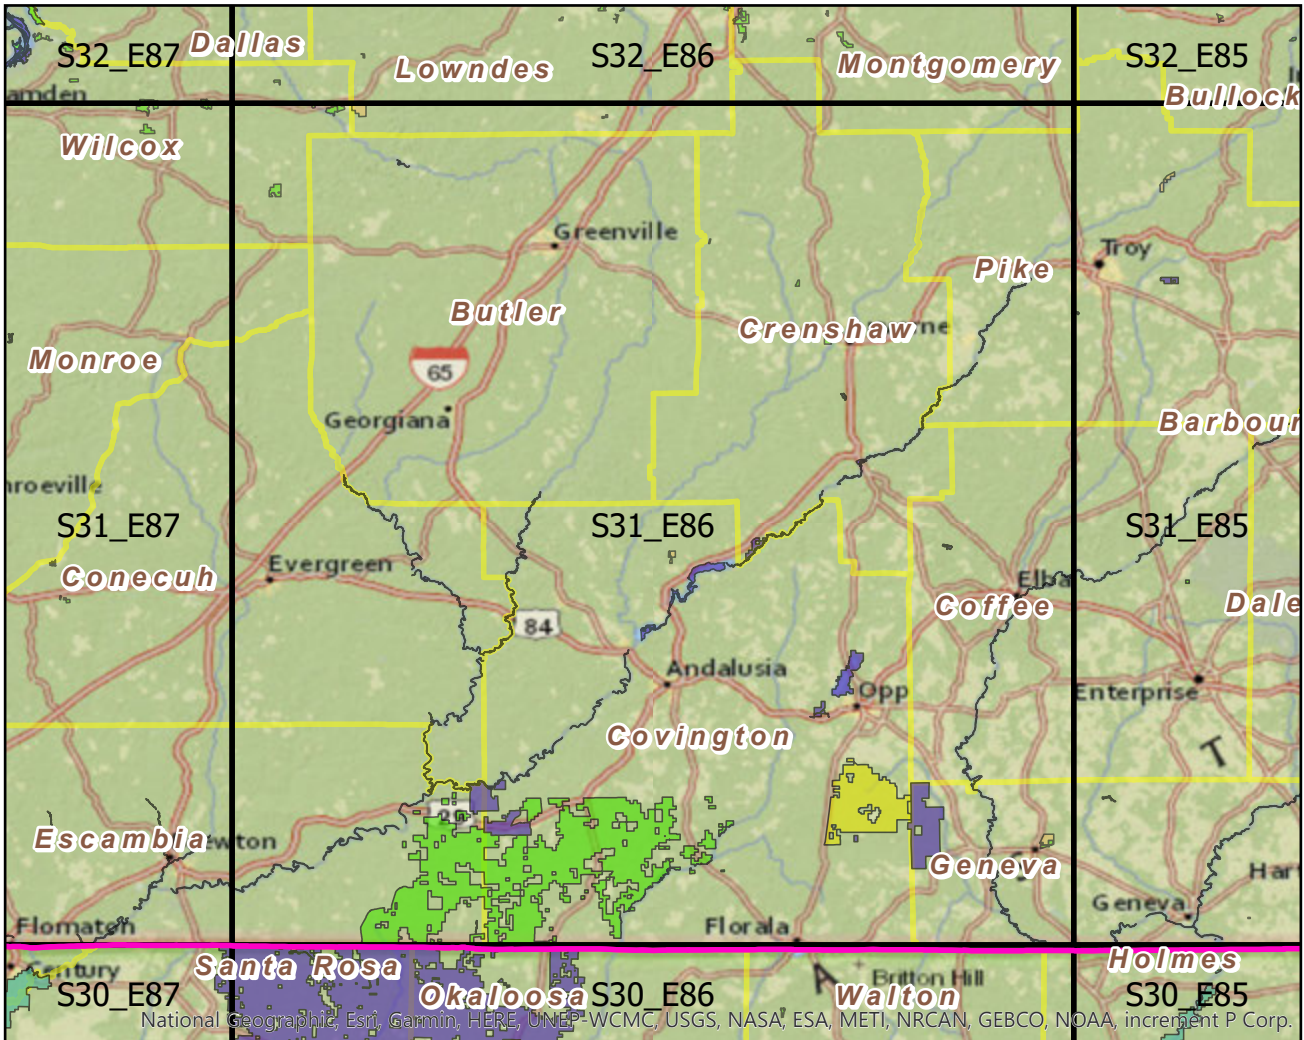 S32_E87
Dallas
Lowndes
S32_E86
Montgomery
S32_E85
amden
Bullock
Wilcox
Greenville
Troy
Pike
Butler
Crenshaw
rne
Monroe
65
Georgiana
Barbour
nroeville
S31_E87
S31_E86
S31_E85
Evergreen
Conecuh
Elba
Coffee
Dale
84
Andalusia
Opp
Enterprise
Covington
T
29
Escambia
ewton
Geneva
Har
Geneva
Flomaton
Florala
Century
Santa Rosa
Holmes
A
Britton Hill
S30_E87
Okaloosa
S30_E86
Walton
S30_E85
National Geographic, Esri, Garmin, HERE, UNEP-WCMC, USGS, NASA, ESA, METI, NRCAN, GEBCO, NOAA, increment P Corp.